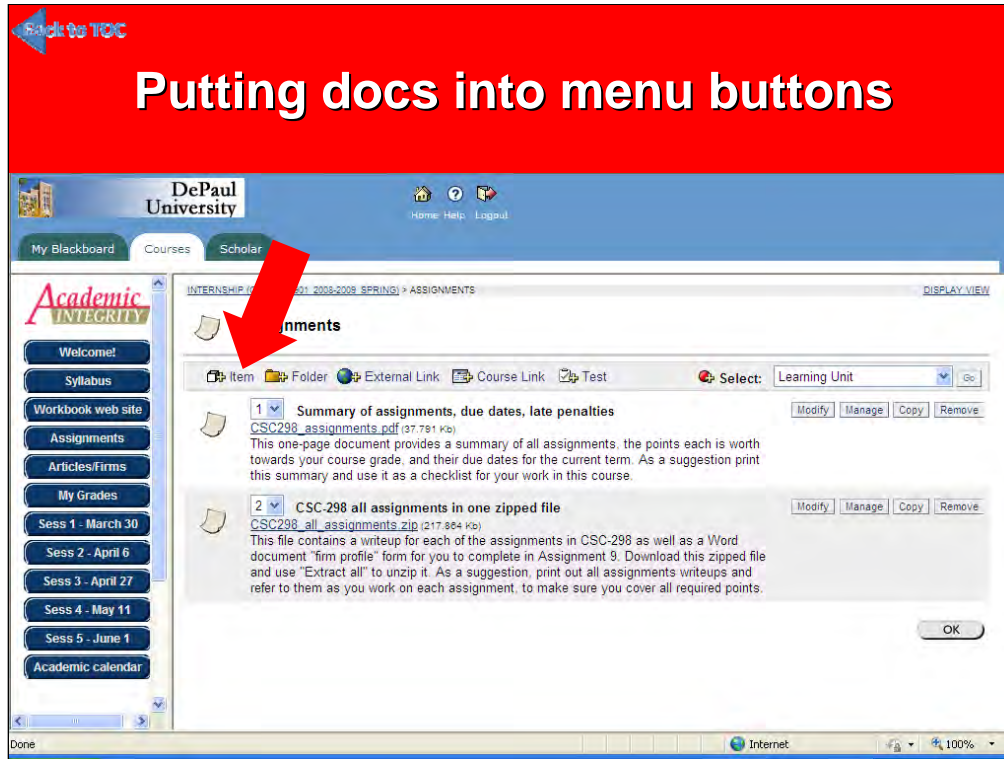 Back to TOC
Putting docs into menu buttons
DePaul
University
Home Help Logout
My Blackboard Courses Scholar
Academic
INTEGRITY
INTERNSHIP 901 2008-2009 SPRING) > ASSIGNMENTS
DISPLAY VIEW
nments
Item Folder External Link Course Link Test
Select: Learning Unit Go
1 Summary of assignments, due dates, late penalties
Modify Manage Copy Remove
CSC298_assignments.pdf (37.791 Kb)
This one-page document provides a summary of all assignments, the points each is worth
towards your course grade, and their due dates for the current term. As a suggestion print
this summary and use it as a checklist for your work in this course.
2 CSC-298 all assignments in one zipped file
Modify Manage Copy Remove
CSC298_all_assignments.zip (217.864 Kb)
This file contains a writeup for each of the assignments in CSC-298 as well as a Word
document "firm profile" form for you to complete in Assignment 9. Download this zipped file
and use "Extract all" to unzip it. As a suggestion, print out all assignments writeups and
refer to them as you work on each assignment, to make sure you cover all required points.
OK
Welcome!
Syllabus
Workbook web site
Assignments
Articles/Firms
My Grades
Sess 1 - March 30
Sess 2 - April 6
Sess 3 - April 27
Sess 4 - May 11
Sess 5 - June 1
Academic calendar
Done
Internet
100%